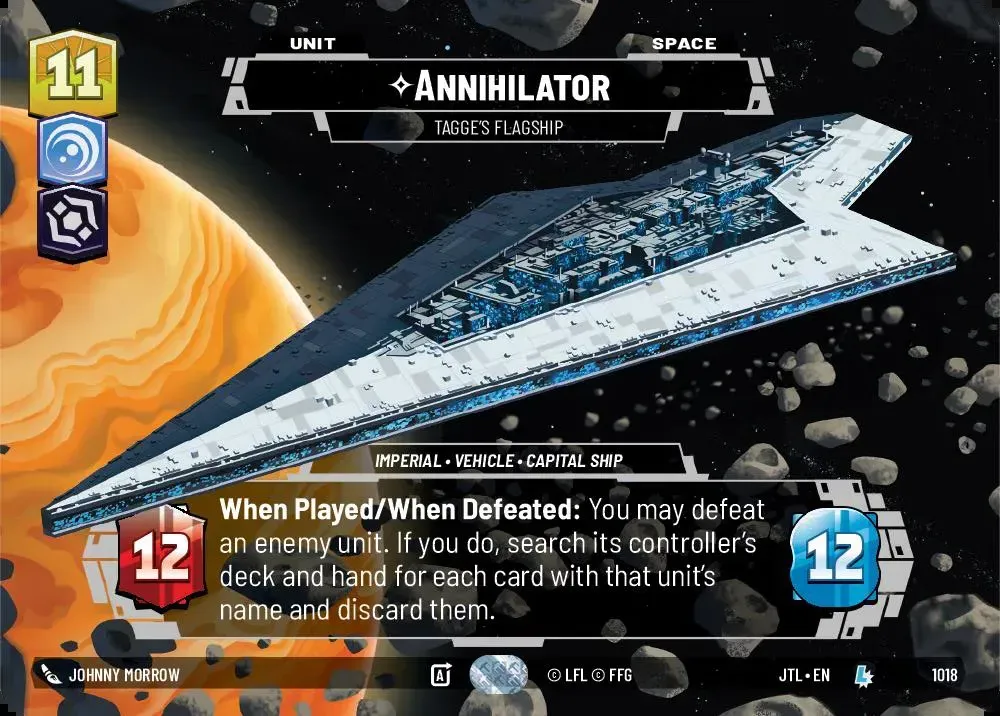 UNIT
SPACE
11
✧ANNIHILATOR
TAGGE'S FLAGSHIP
IMPERIAL • VEHICLE • CAPITAL SHIP
When Played/When Defeated: You may defeat
an enemy unit. If you do, search its controller's
deck and hand for each card with that unit's
name and discard them.
12
12
JOHNNY MORROW
A
© LFL © FFG
JTL • EN
L
1018